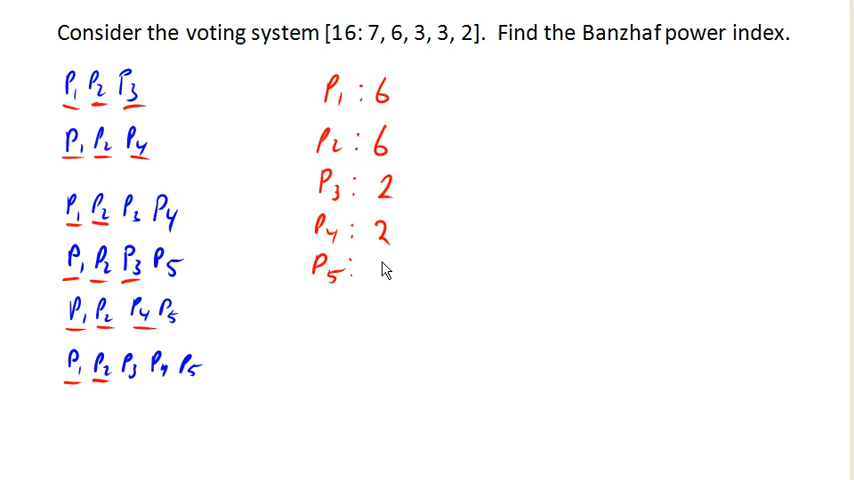 Consider the voting system [16: 7, 6, 3, 3, 2].  Find the Banzhaf power index.
P₁ P₂ P₃
P₁ P₂ P₄
P₁ P₂ P₃ P₄
P₁ P₂ P₃ P₅
P₁ P₂ P₄ P₅
P₁ P₂ P₃ P₄ P₅
P₁ : 6
P₂ : 6
P₃ : 2
P₄ : 2
P₅ :